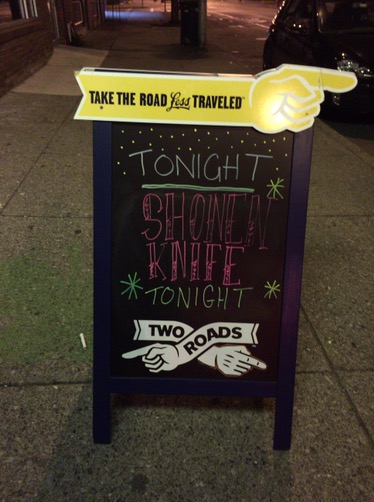 TAKE THE ROAD Less TRAVELED
TONIGHT
SHONEN
KNIFE
TONIGHT
TWO
ROADS